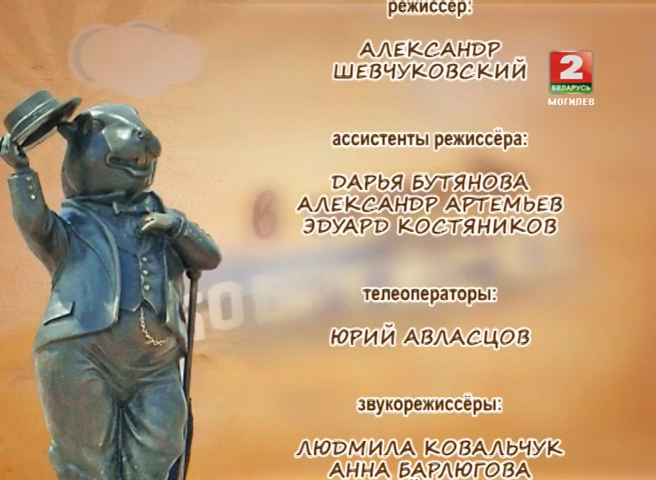 режиссёр:
АЛЕКСАНДР
ШЕВЧУКОВСКИЙ
2
БЕЛАРУСЬ
МОГИЛЕВ
ассистенты режиссёра:
ДАРЬЯ БУТЯНОВА
АЛЕКСАНДР АРТЕМЬЕВ
ЭДУАРД КОСТЯНИКОВ
телеоператоры:
ЮРИЙ АВЛАСЦОВ
звукорежиссёры:
ЛЮДМИЛА КОВАЛЬЧУК
АННА БАРЛЮГОВА